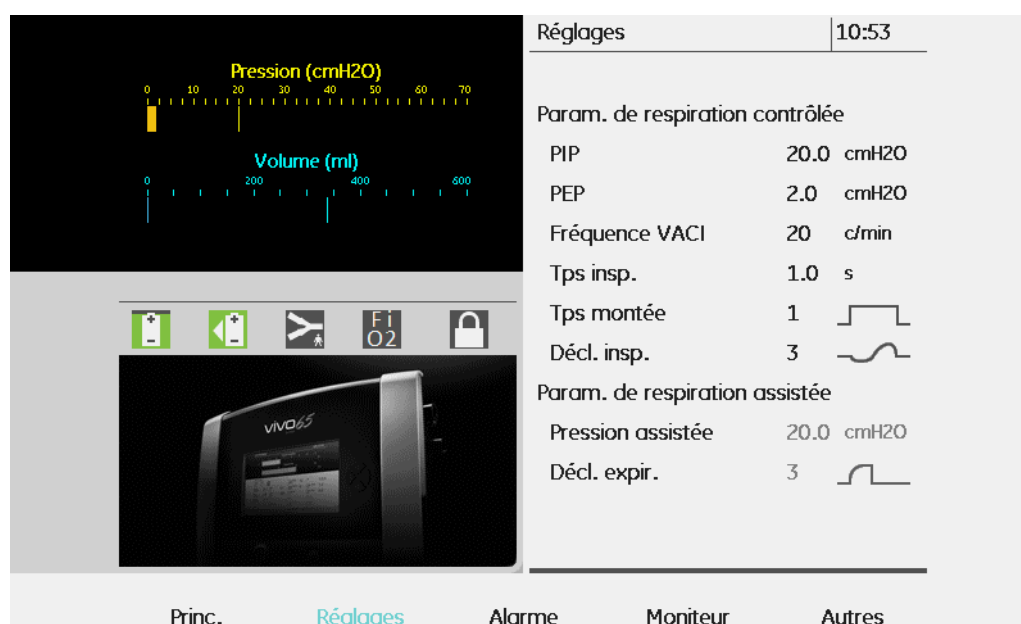 Réglages 10:53
Pression (cmH2O)
0 10 20 30 40 50 60 70
Volume (ml)
0 200 400 600
Param. de respiration contrôlée
PIP 20.0 cmH2O
PEP 2.0 cmH2O
Fréquence VACI 20 c/min
Tps insp. 1.0 s
Tps montée 1
Décl. insp. 3
Param. de respiration assistée
Pression assistée 20.0 cmH2O
Décl. expir. 3
Fi
O2
vivo65
Princ. Réglages Alarme Moniteur Autres